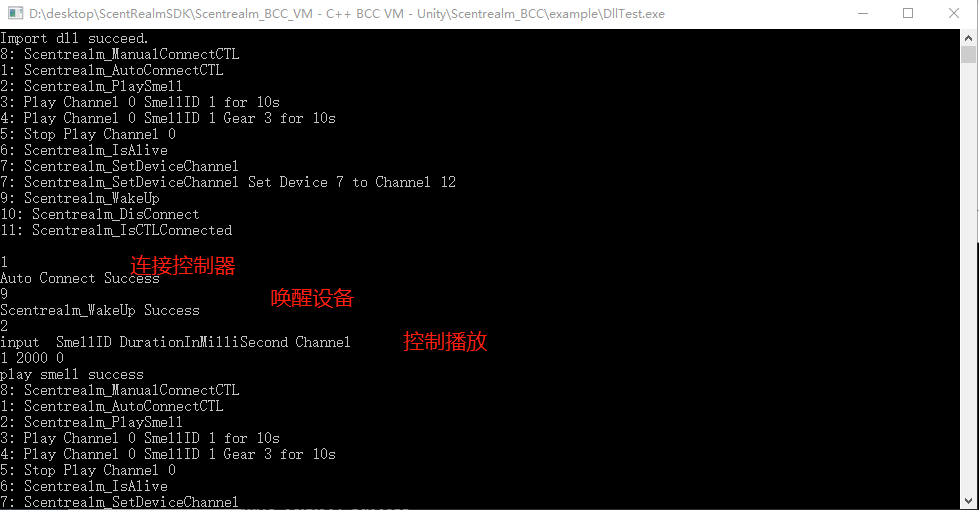 D:\desktop\ScentRealmSDK\Scentrealm_BCC_VM - C++ BCC VM - Unity\Scentrealm_BCC\example\DllTest.exe
Import dll succeed.
8: Scentrealm_ManualConnectCTL
1: Scentrealm_AutoConnectCTL
2: Scentrealm_PlaySmell
3: Play Channel 0 SmellID 1 for 10s
4: Play Channel 0 SmellID 1 Gear 3 for 10s
5: Stop Play Channel 0
6: Scentrealm_IsAlive
7: Scentrealm_SetDeviceChannel
7: Scentrealm_SetDeviceChannel Set Device 7 to Channel 12
9: Scentrealm_WakeUp
10: Scentrealm_DisConnect
11: Scentrealm_IsCTLConnected
1
连接控制器
Auto Connect Success
9
唤醒设备
Scentrealm_WakeUp Success
2
input  SmellID DurationInMilliSecond Channel
控制播放
1 2000 0
play smell success
8: Scentrealm_ManualConnectCTL
1: Scentrealm_AutoConnectCTL
2: Scentrealm_PlaySmell
3: Play Channel 0 SmellID 1 for 10s
4: Play Channel 0 SmellID 1 Gear 3 for 10s
5: Stop Play Channel 0
6: Scentrealm_IsAlive
7: Scentrealm_SetDeviceChannel